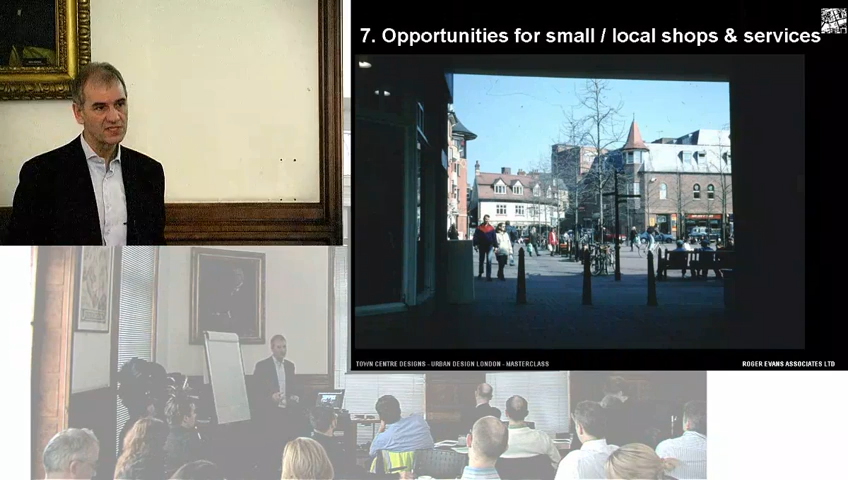 7. Opportunities for small / local shops & services
TOWN CENTRE DESIGNS - URBAN DESIGN LONDON - MASTERCLASS
ROGER EVANS ASSOCIATES LTD